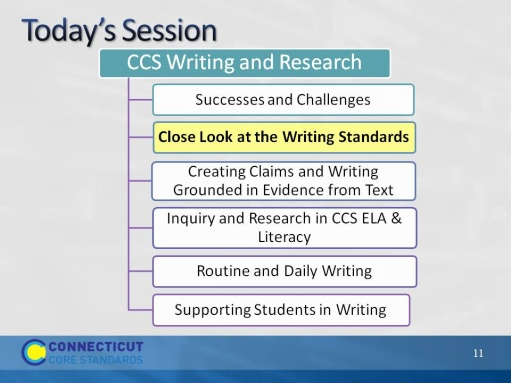 Today's Session
CCS Writing and Research
Successes and Challenges
Close Look at the Writing Standards
Creating Claims and Writing
Grounded in Evidence from Text
Inquiry and Research in CCS ELA &
Literacy
Routine and Daily Writing
Supporting Students in Writing
CONNECTICUT
CORE STANDARDS
11